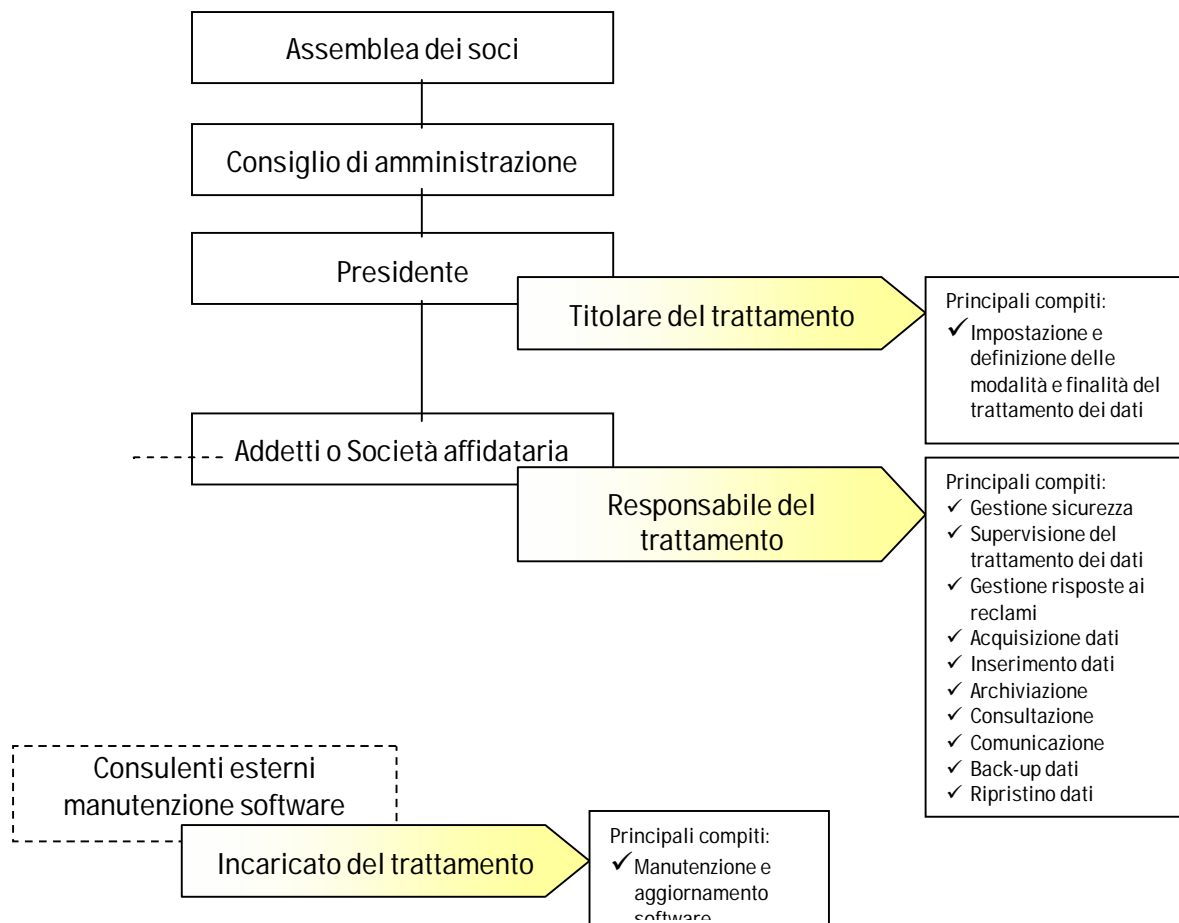 Assemblea dei soci
Consiglio di amministrazione
Presidente
Titolare del trattamento
Principali compiti:
✓ Impostazione e
definizione delle
modalità e finalità del
trattamento dei dati
Addetti o Società affidataria
Responsabile del
trattamento
Principali compiti:
✓ Gestione sicurezza
✓ Supervisione del
trattamento dei dati
✓ Gestione risposte ai
reclami
✓ Acquisizione dati
✓ Inserimento dati
✓ Archiviazione
✓ Consultazione
✓ Comunicazione
✓ Back-up dati
✓ Ripristino dati
Consulenti esterni
manutenzione software
Incaricato del trattamento
Principali compiti:
✓ Manutenzione e
aggiornamento
software